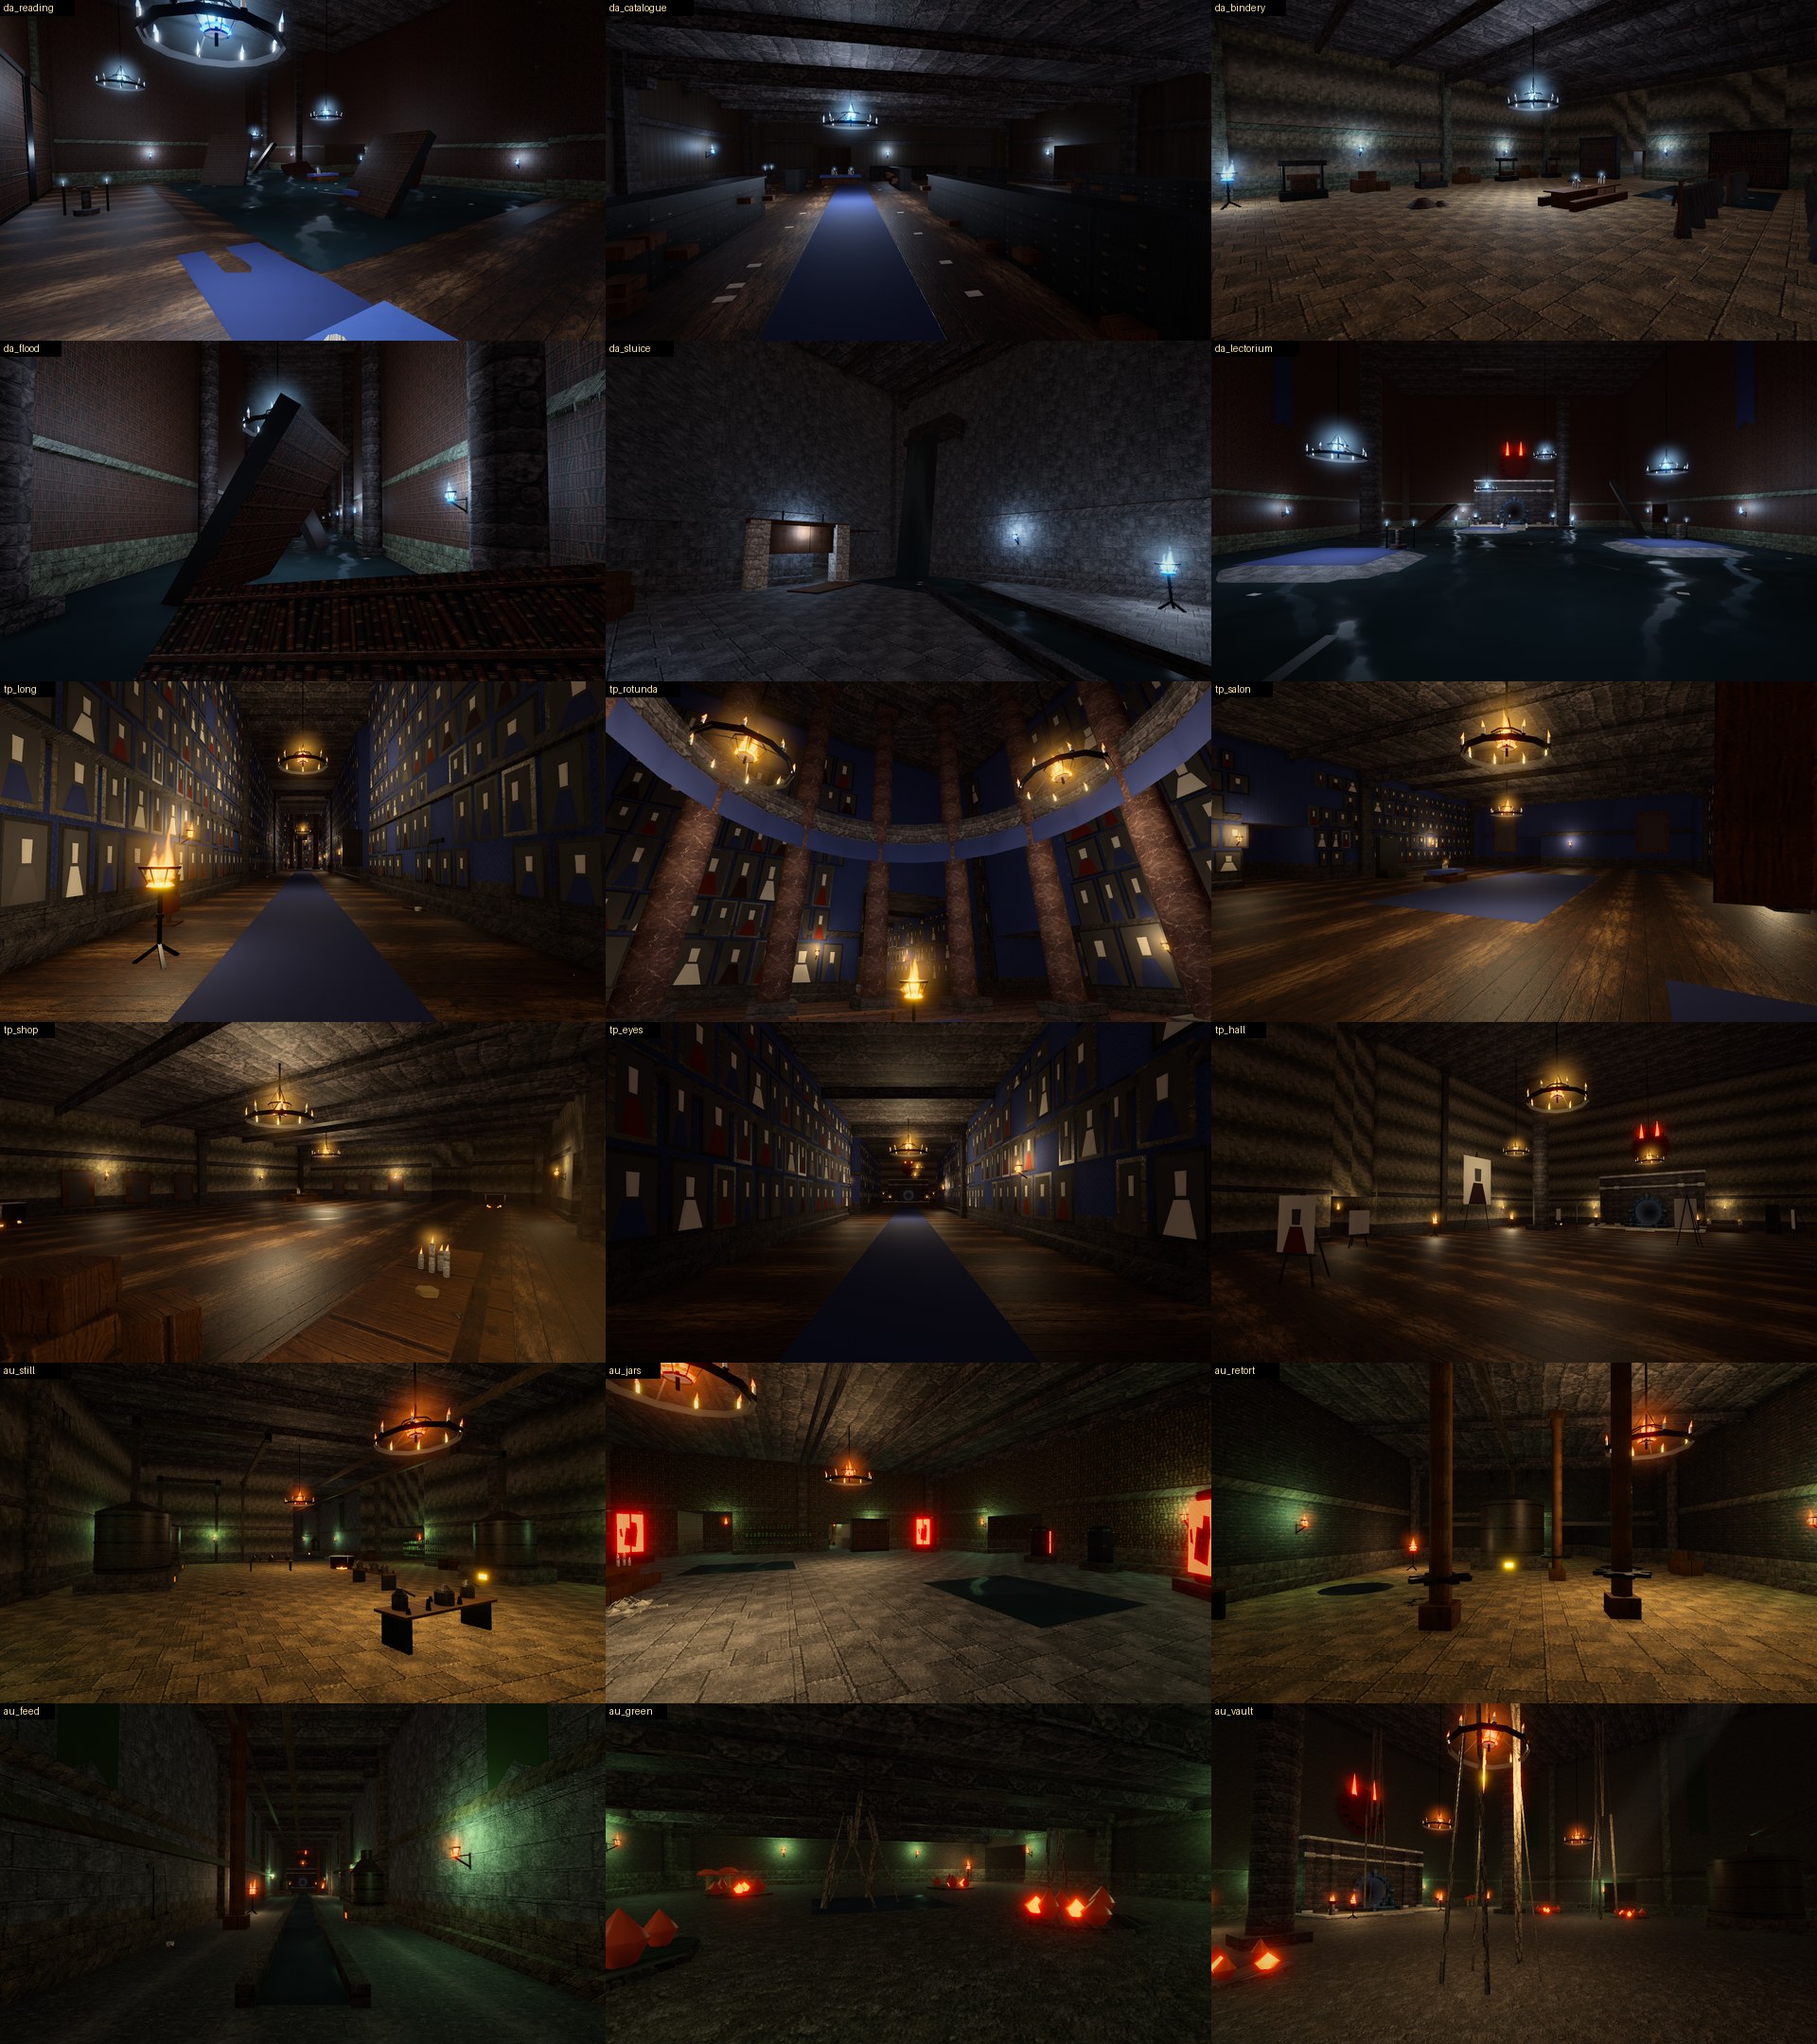 da_reading
da_catalogue
da_bindery
da_flood
da_sluice
da_lectorium
tp_long
tp_rotunda
tp_salon
tp_shop
tp_eyes
tp_hall
au_still
au_jars
au_retort
au_feed
au_green
au_vault